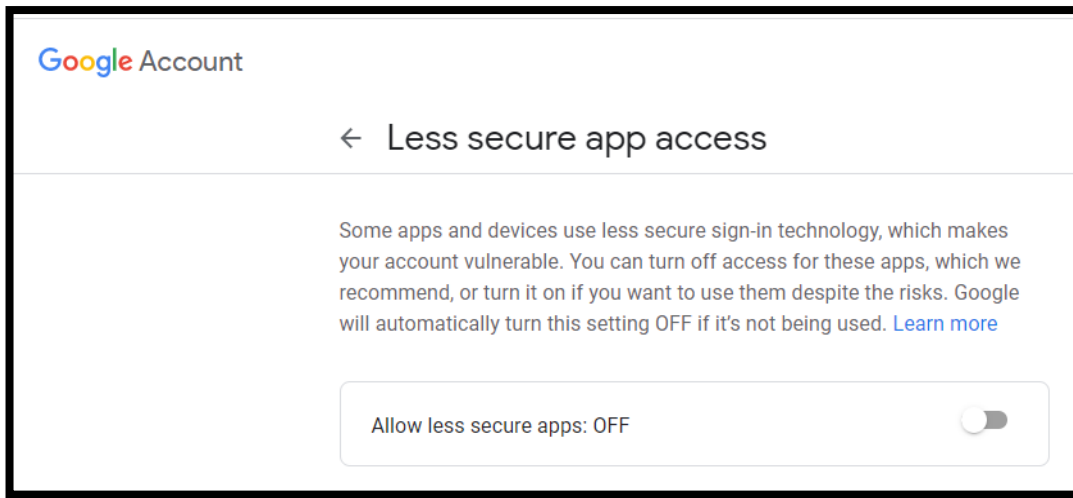 Google Account
Less secure app access
Some apps and devices use less secure sign-in technology, which makes
your account vulnerable. You can turn off access for these apps, which we
recommend, or turn it on if you want to use them despite the risks. Google
will automatically turn this setting OFF if it's not being used. Learn more
Allow less secure apps: OFF